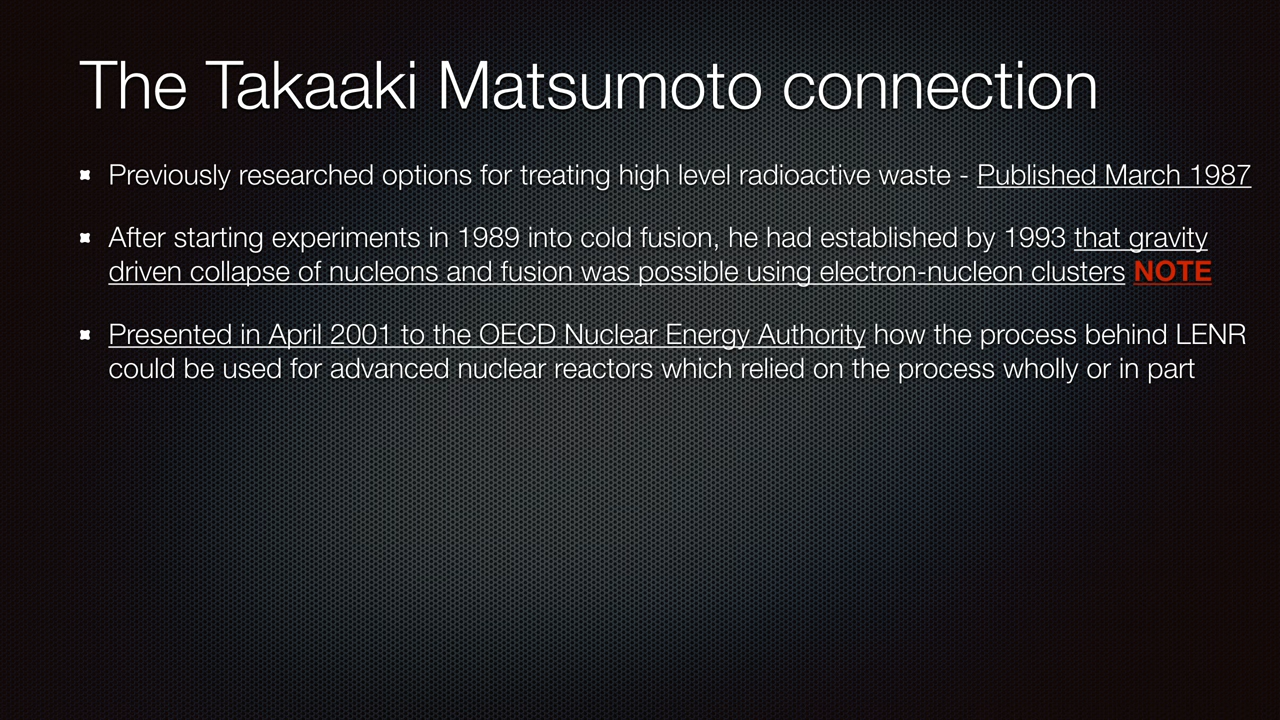 The Takaaki Matsumoto connection
Previously researched options for treating high level radioactive waste - Published March 1987
After starting experiments in 1989 into cold fusion, he had established by 1993 that gravity
driven collapse of nucleons and fusion was possible using electron-nucleon clusters NOTE
Presented in April 2001 to the OECD Nuclear Energy Authority how the process behind LENR
could be used for advanced nuclear reactors which relied on the process wholly or in part